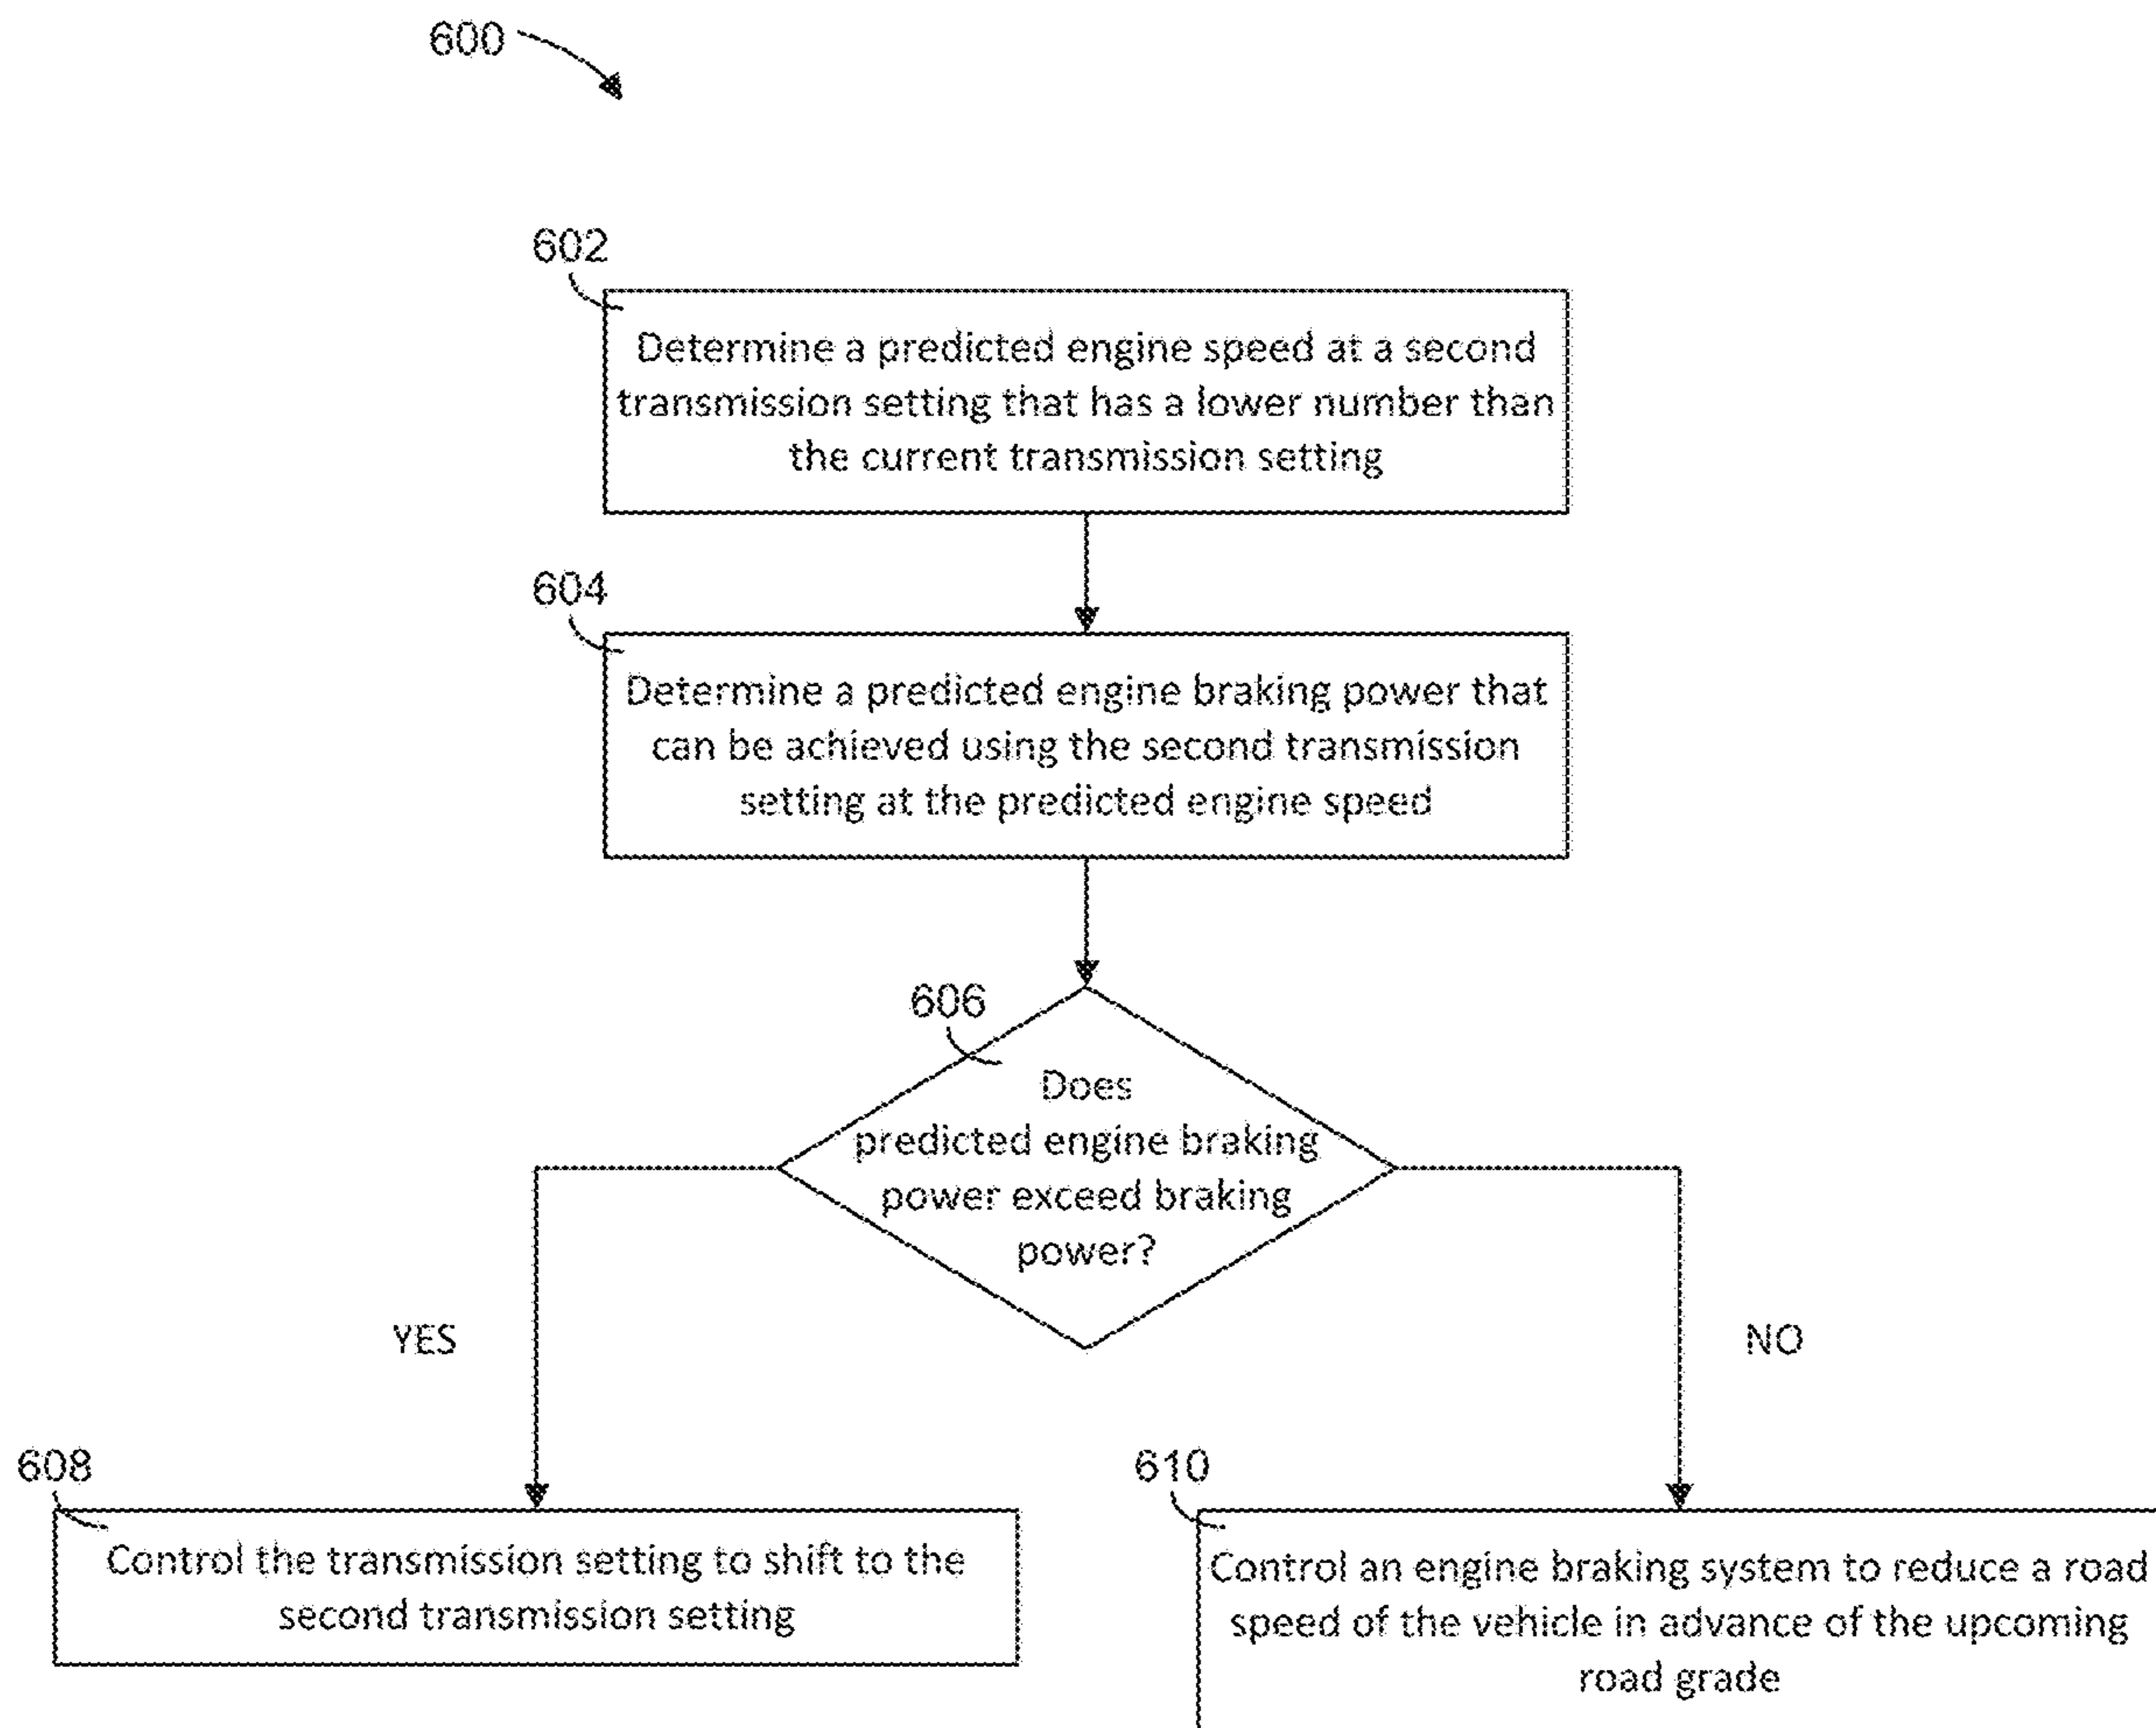 600
602
Determine a predicted engine speed at a second
transmission setting that has a lower number than
the current transmission setting
604
Determine a predicted engine braking power that
can be achieved using the second transmission
setting at the predicted engine speed
606
Does
predicted engine braking
power exceed braking
power?
YES
NO
608
Control the transmission setting to shift to the
second transmission setting
610
Control an engine braking system to reduce a road
speed of the vehicle in advance of the upcoming
road grade